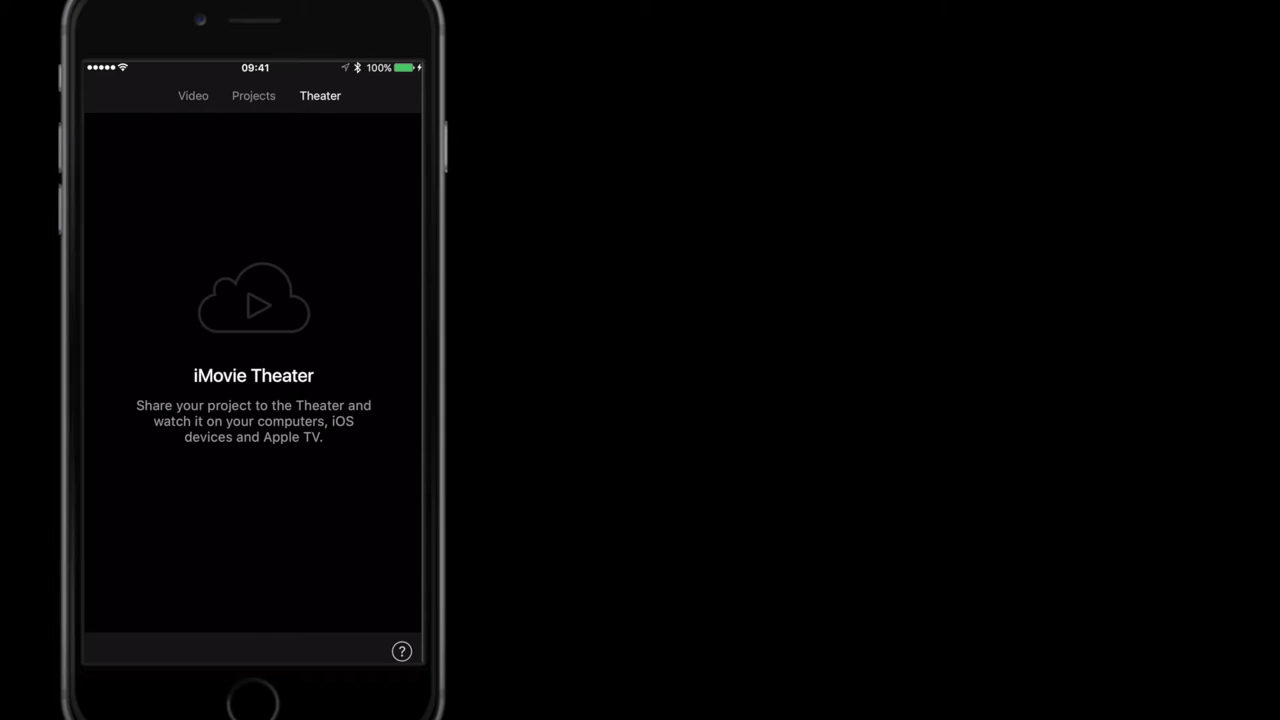 09:41
100%
Video Projects Theater
iMovie Theater
Share your project to the Theater and
watch it on your computers, iOS
devices and Apple TV.
?